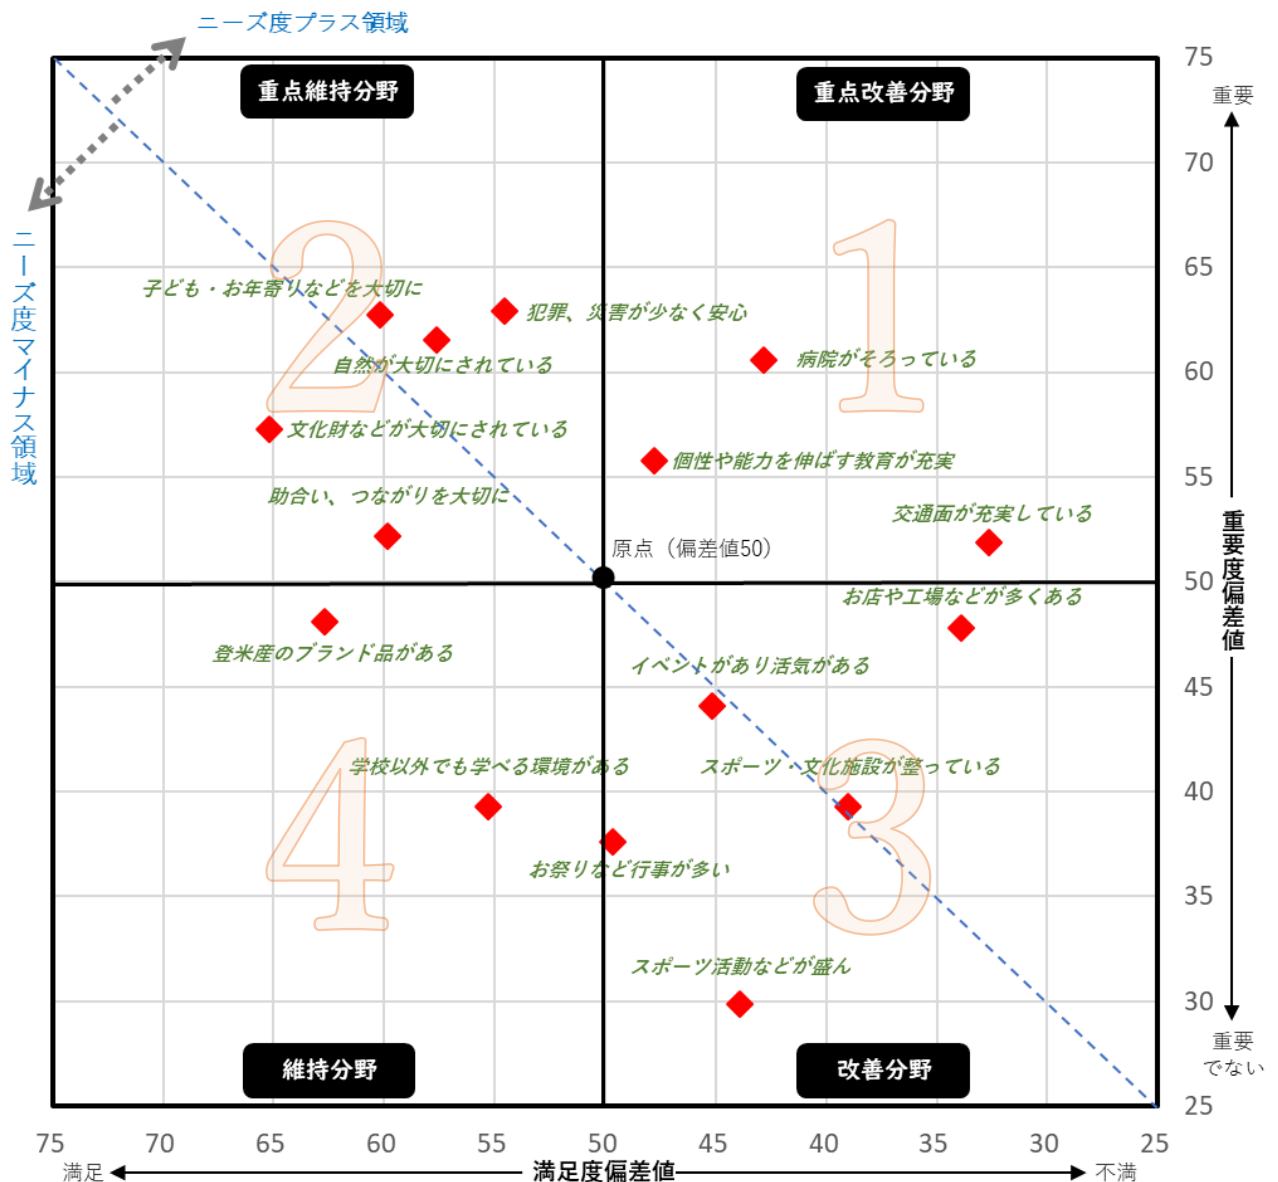 ニーズ度プラス領域
75
重点維持分野
重点改善分野
重要
70
ニーズ度マイナス領域
2
1
65
子ども・お年寄りなどを大切に
犯罪、災害が少なく安心
自然が大切にされている
病院がそろっている
60
文化財などが大切にされている
個性や能力を伸ばす教育が充実
55
助合い、つながりを大切に
交通面が充実している
原点（偏差値50）
重要度偏差値
50
お店や工場などが多くある
登米産のブランド品がある
イベントがあり活気がある
45
4
3
学校以外でも学べる環境がある
スポーツ・文化施設が整っている
40
お祭りなど行事が多い
35
スポーツ活動などが盛ん
30
維持分野
改善分野
重要
でない
25
75 70 65 60 55 50 45 40 35 30 25
満足 満足度偏差値 不満